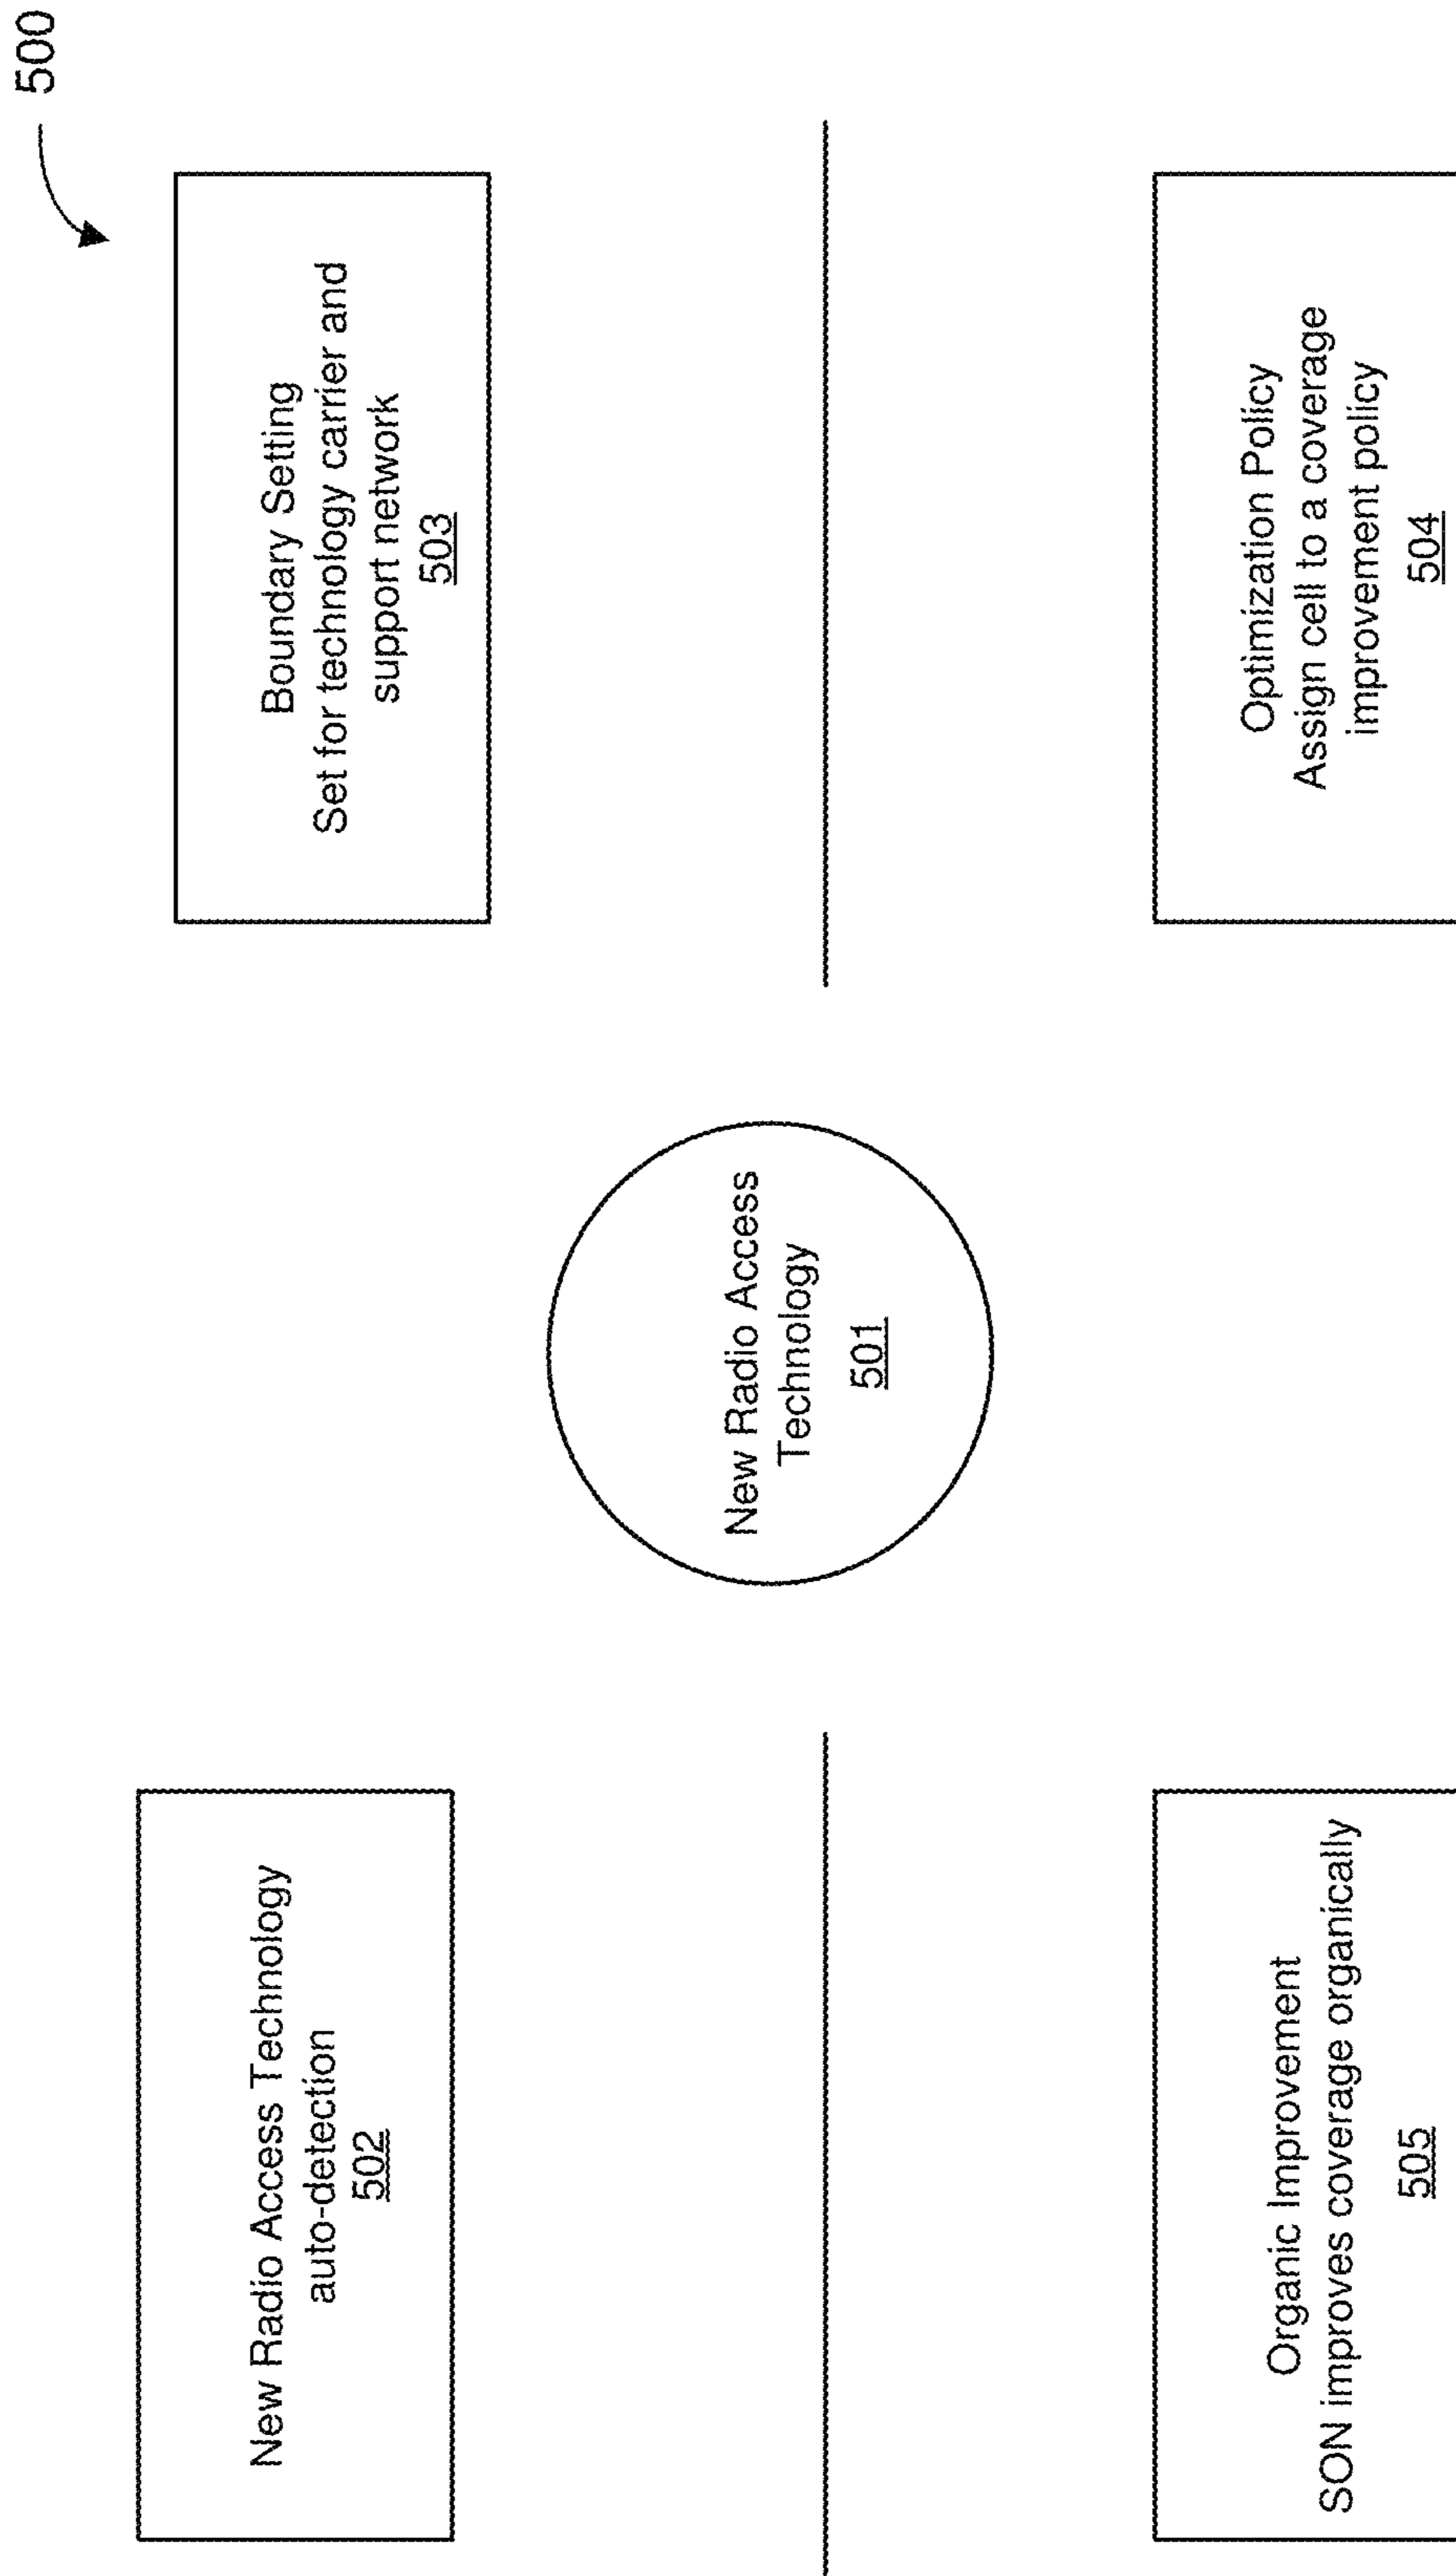 500
New Radio Access Technology
auto-detection
502
Boundary Setting
Set for technology carrier and
support network
503
New Radio Access
Technology
501
Organic Improvement
SON improves coverage organically
505
Optimization Policy
Assign cell to a coverage
improvement policy
504